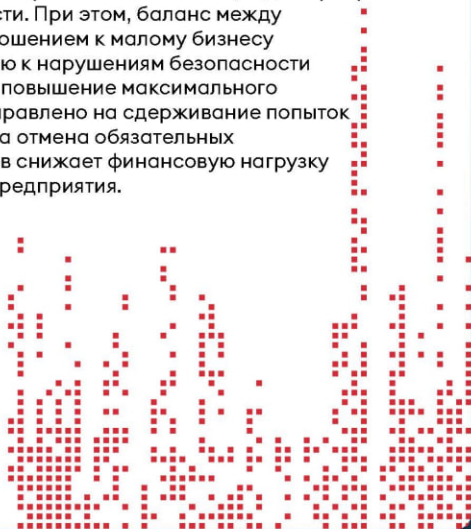 сти. При этом, баланс между
ошением к малому бизнесу
ю к нарушениям безопасности
повышение максимального
правлено на сдерживание попыток
а отмена обязательных
в снижает финансовую нагрузку
редприятия.